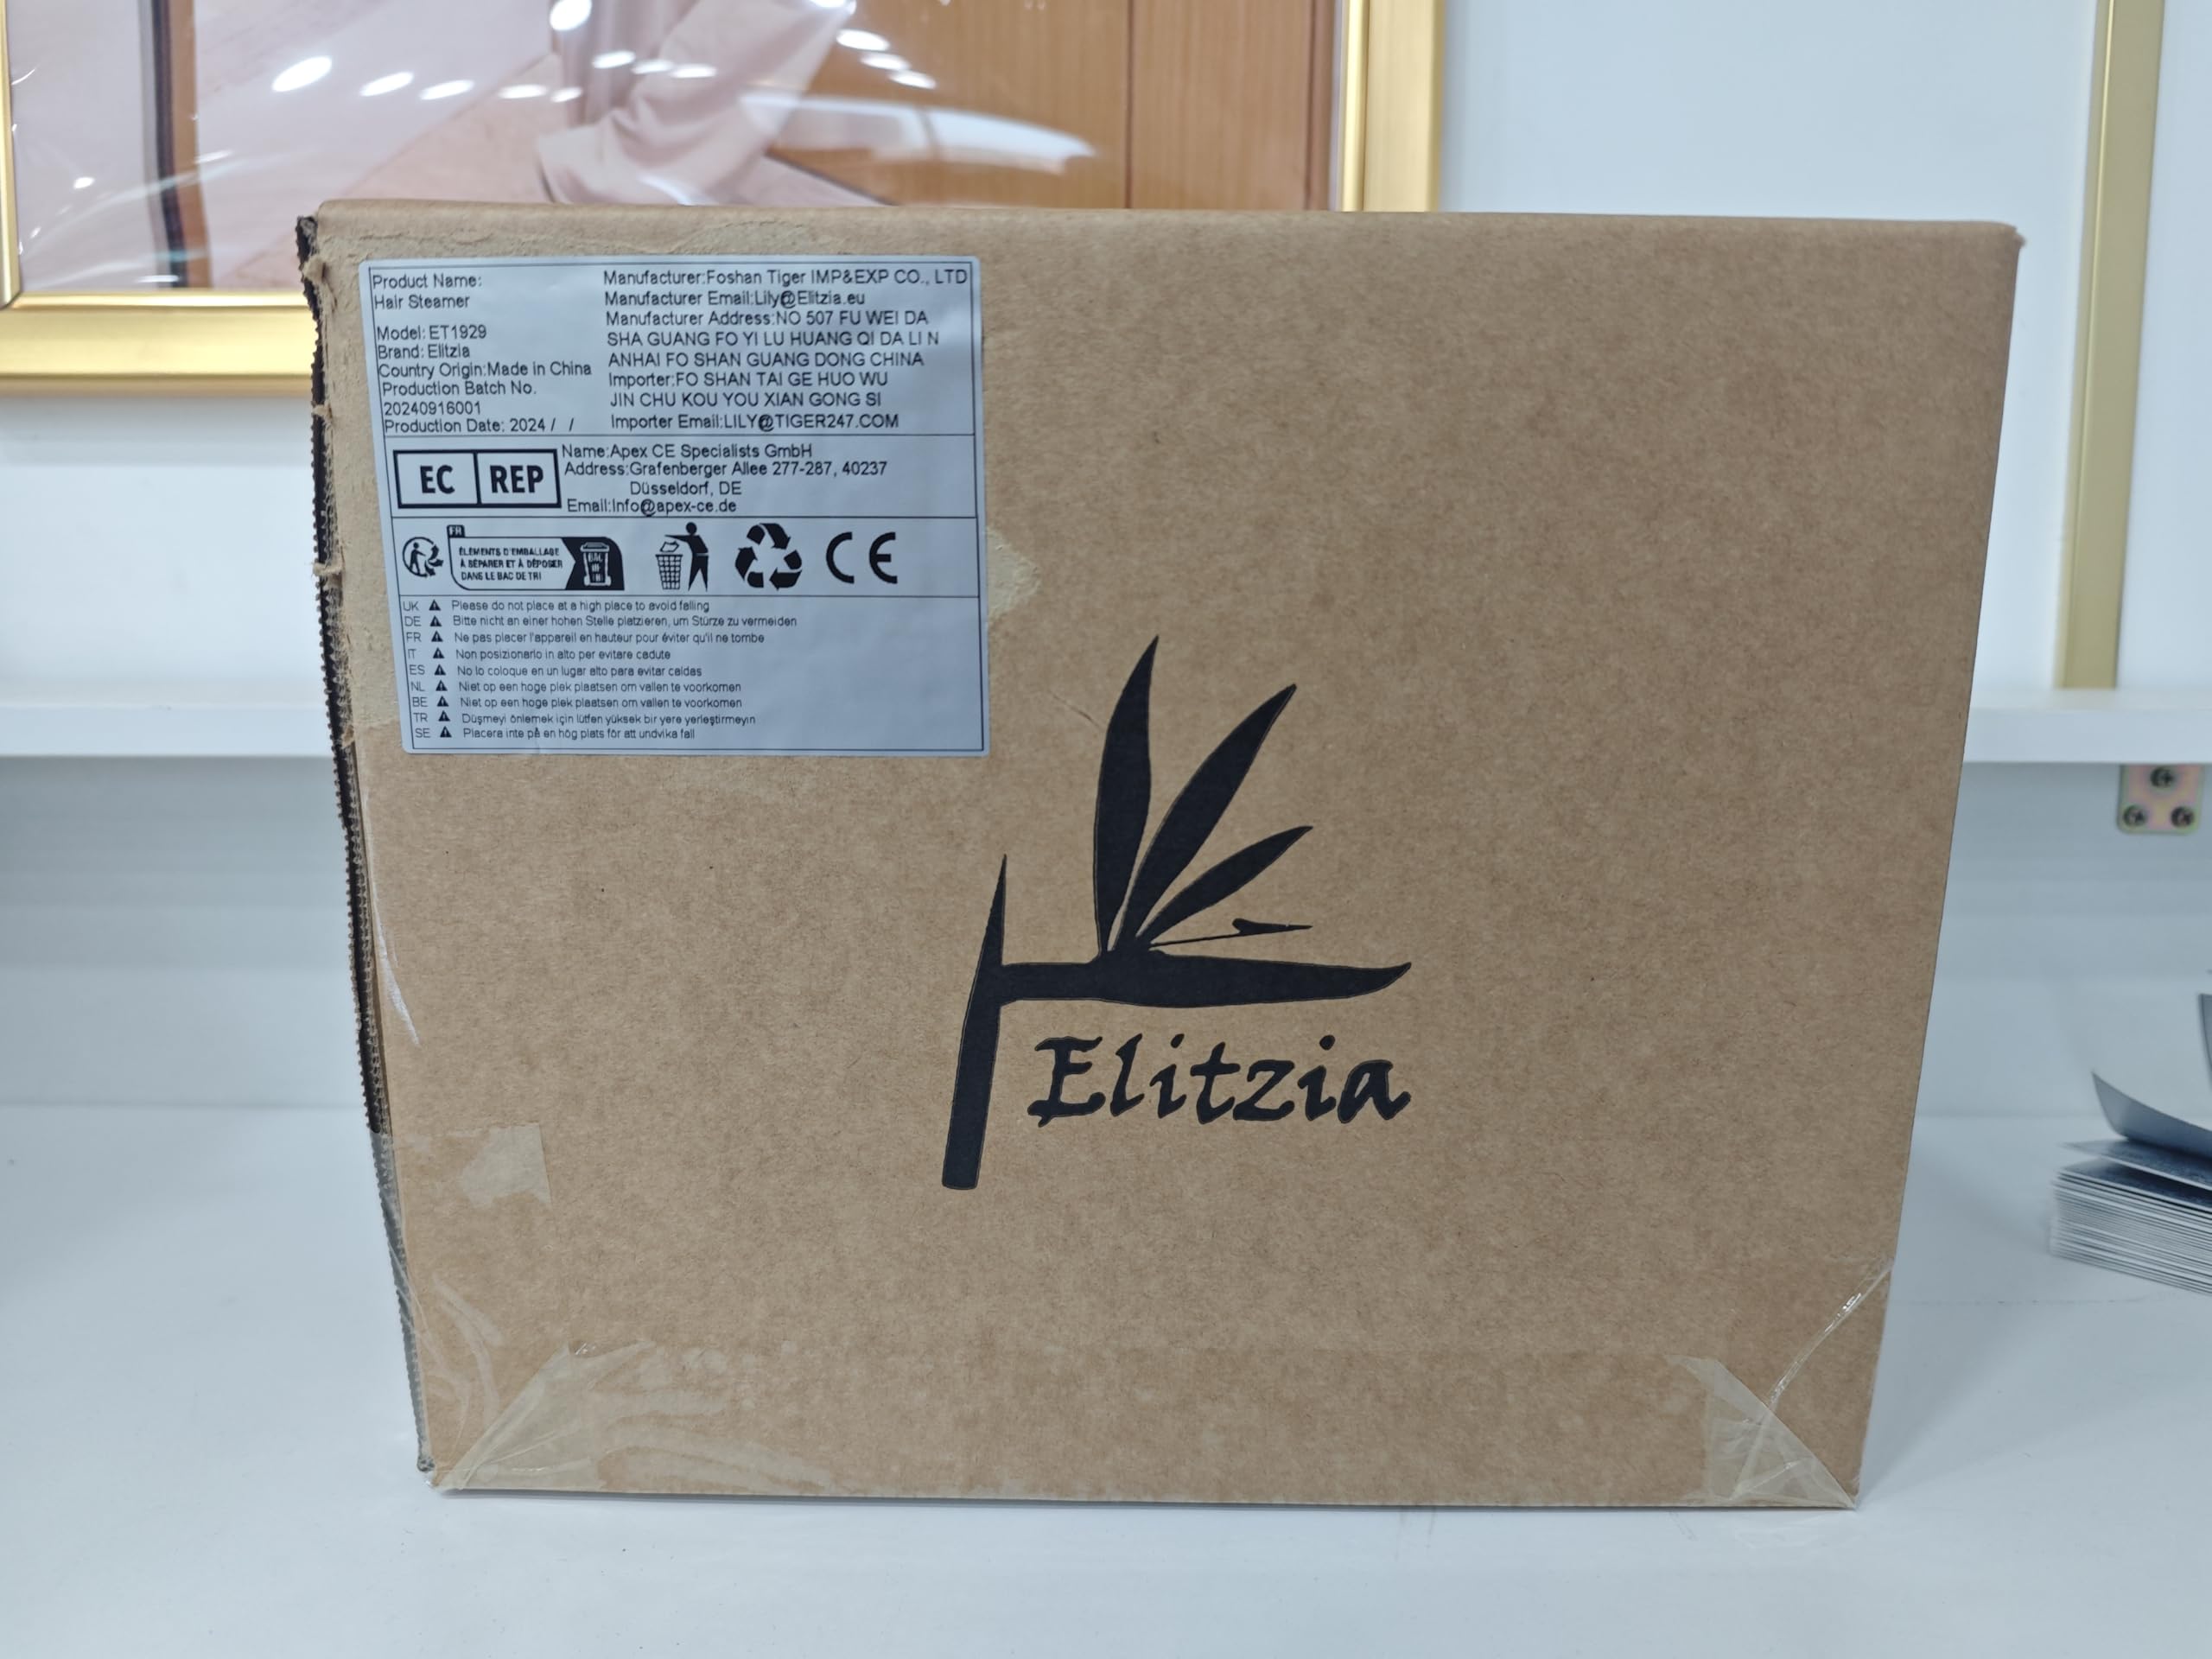 Product Name:
Hair Steamer
Model: ET1929
Brand: Elitzia
Country Origin:Made in China
Production Batch No.
20240916001
Production Date: 2024 /   /
Manufacturer:Foshan Tiger IMP&EXP CO., LTD
Manufacturer Email:Lily@Elitzia.eu
Manufacturer Address:NO 507 FU WEI DA
SHA GUANG FO YI LU HUANG QI DA LI N
ANHAI FO SHAN GUANG DONG CHINA
Importer:FO SHAN TAI GE HUO WU
JIN CHU KOU YOU XIAN GONG SI
Importer Email:LILY@TIGER247.COM
EC REP
Name:Apex CE Specialists GmbH
Address:Grafenberger Allee 277-287, 40237
Düsseldorf, DE
Email:Info@apex-ce.de
FR
ÉLÉMENTS D'EMBALLAGE
À SÉPARER ET À DÉPOSER
DANS LE BAC DE TRI
CE
UK Please do not place at a high place to avoid falling
DE Bitte nicht an einer hohen Stelle platzieren, um Stürze zu vermeiden
FR Ne pas placer l'appareil en hauteur pour éviter qu'il ne tombe
IT Non posizionarlo in alto per evitare cadute
ES No lo coloque en un lugar alto para evitar caídas
NL Niet op een hoge plek plaatsen om vallen te voorkomen
BE Niet op een hoge plek plaatsen om vallen te voorkomen
TR Düşmeyi önlemek için lütfen yüksek bir yere yerleştirmeyin
SE Placera inte på en hög plats för att undvika fall
Elitzia